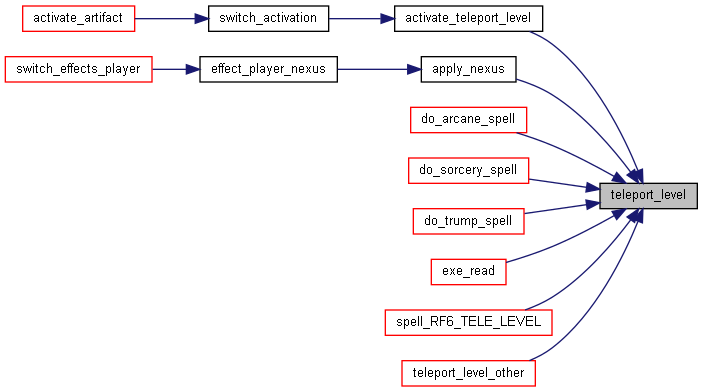 activate_artifact
switch_activation
activate_teleport_level
switch_effects_player
effect_player_nexus
apply_nexus
do_arcane_spell
do_sorcery_spell
teleport_level
do_trump_spell
exe_read
spell_RF6_TELE_LEVEL
teleport_level_other